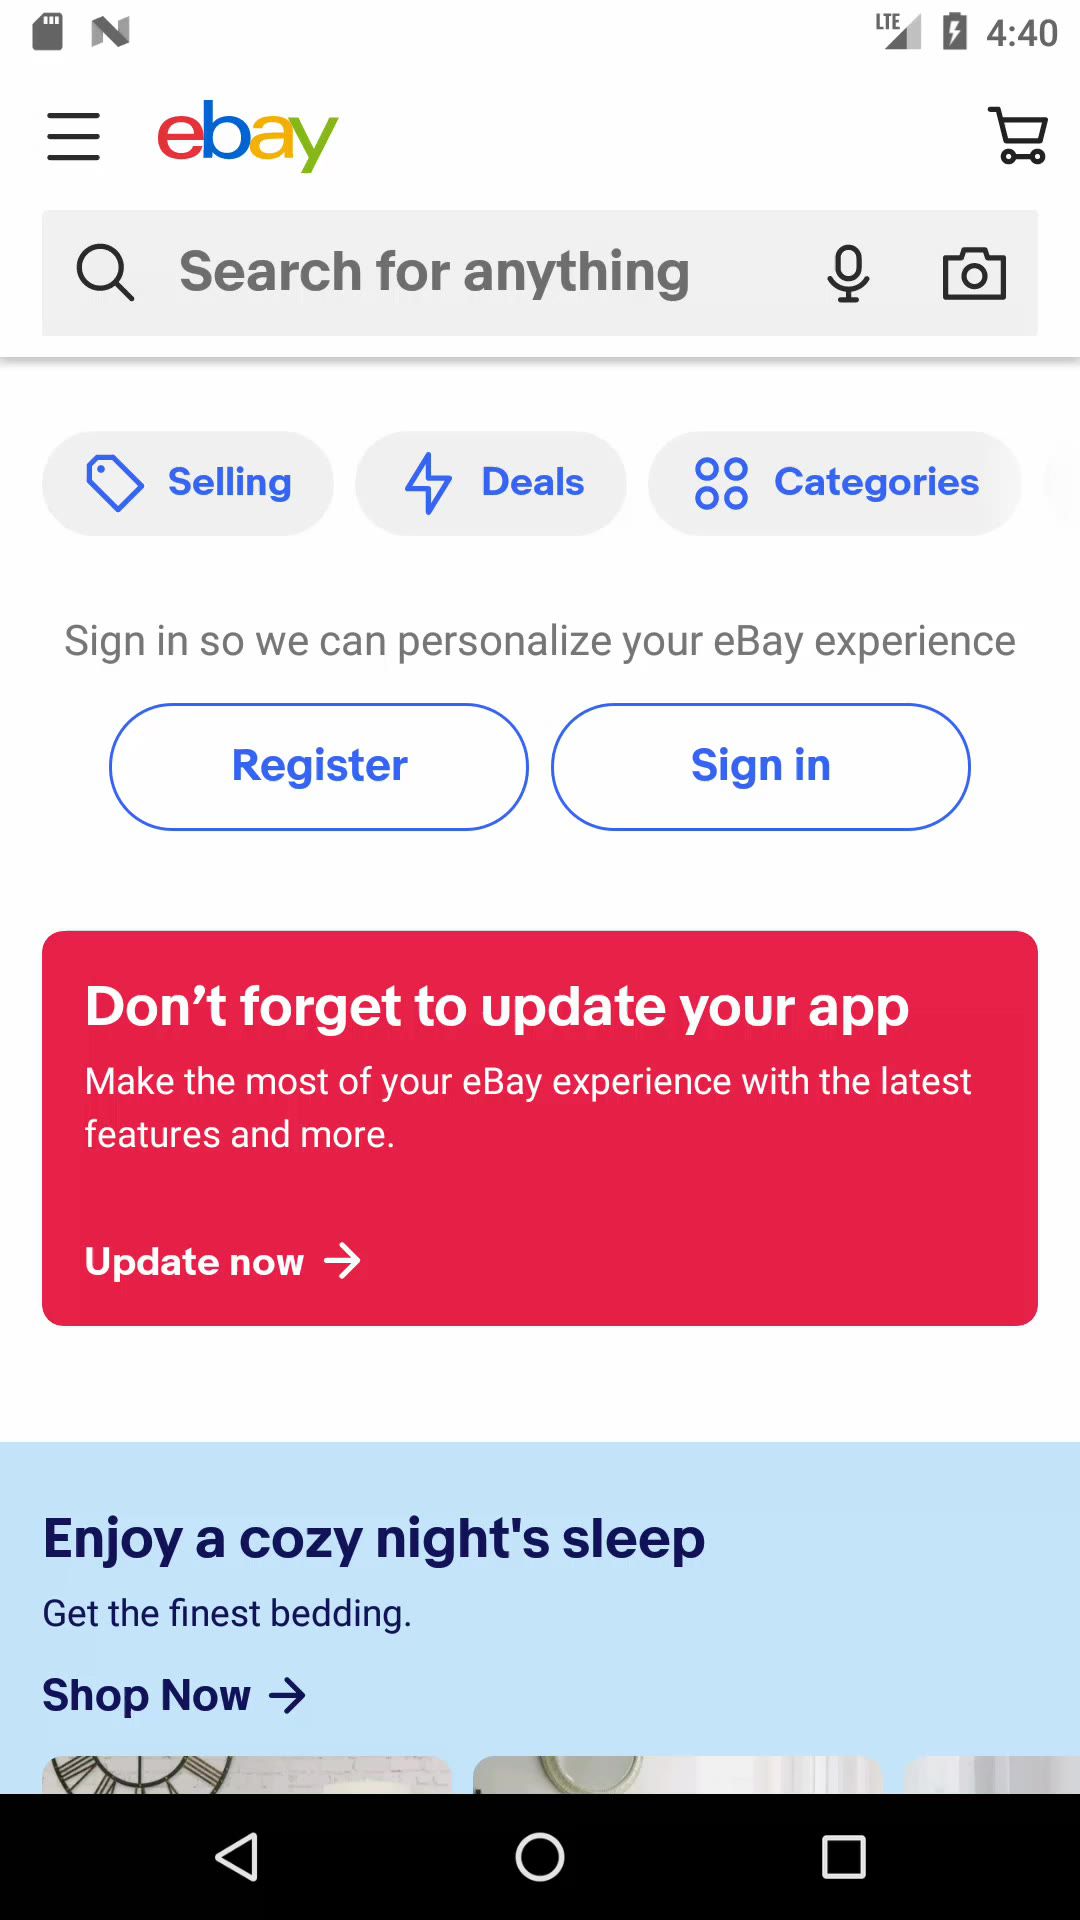 LTE 4:40
ebay
Search for anything
Selling Deals Categories
Sign in so we can personalize your eBay experience
Register Sign in
Don’t forget to update your app
Make the most of your eBay experience with the latest
features and more.
Update now
Enjoy a cozy night's sleep
Get the finest bedding.
Shop Now